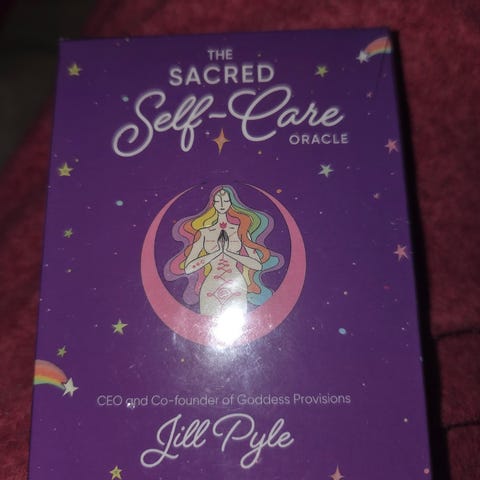 THE
SACRED
Self-Care
ORACLE
CEO and Co-founder of Goddess Provisions
Jill Pyle